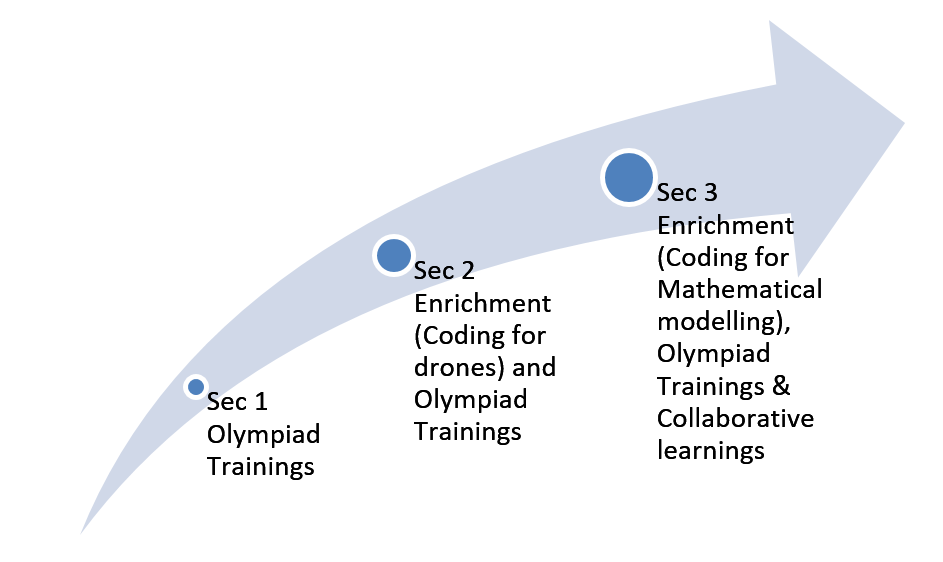 Sec 1
Olympiad
Trainings
Sec 2
Enrichment
(Coding for
drones) and
Olympiad
Trainings
Sec 3
Enrichment
(Coding for
Mathematical
modelling),
Olympiad
Trainings &
Collaborative
learnings